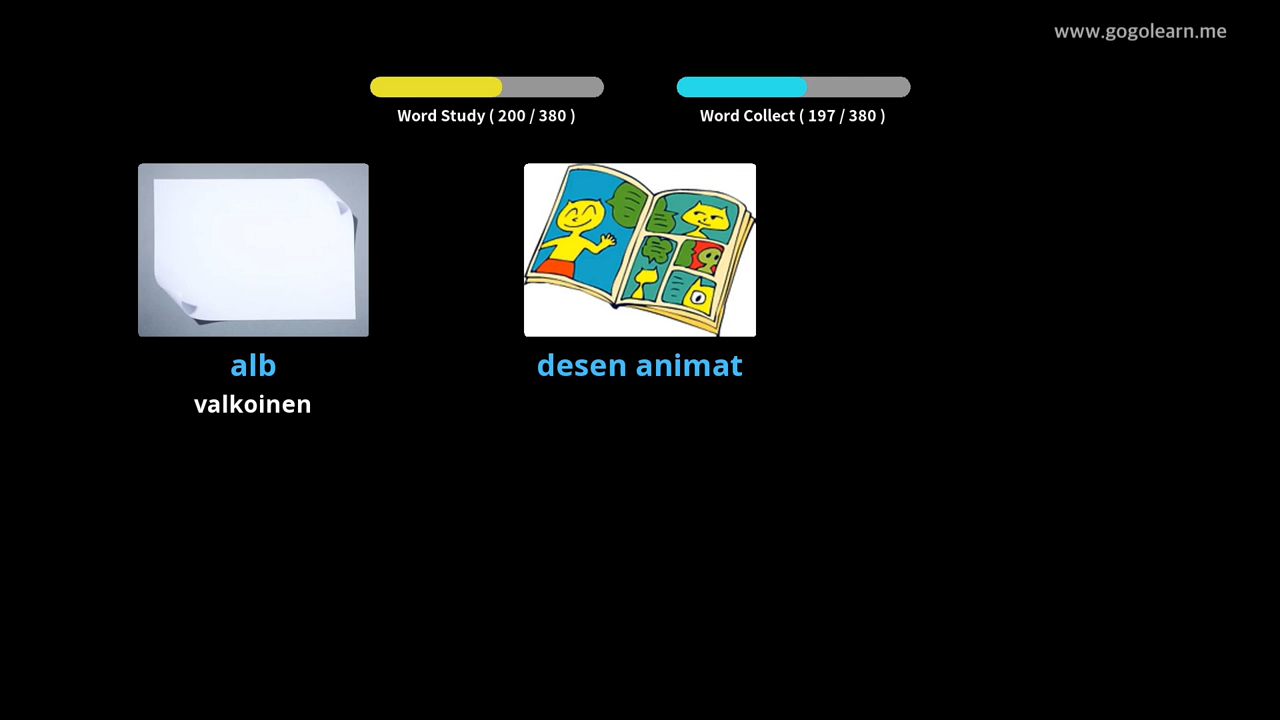 www.gogolearn.me
Word Study ( 200 / 380 )
Word Collect ( 197 / 380 )
alb
desen animat
valkoinen